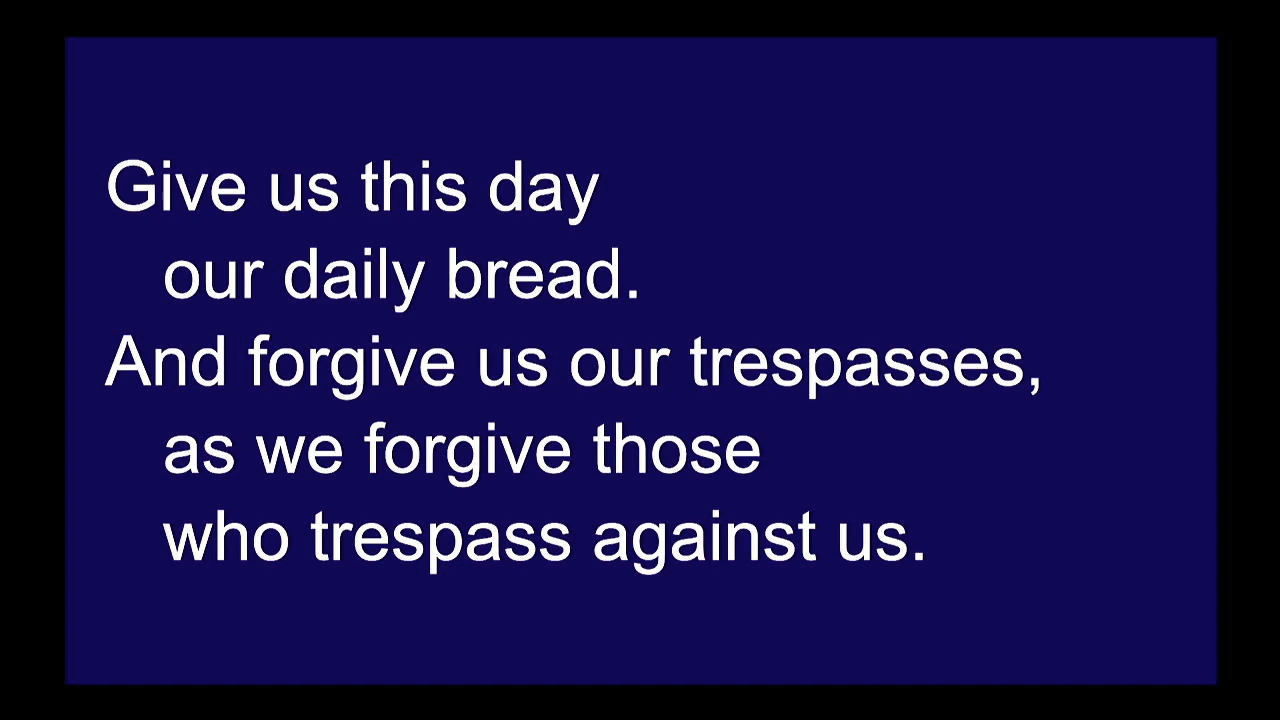 Give us this day
our daily bread.
And forgive us our trespasses,
as we forgive those
who trespass against us.